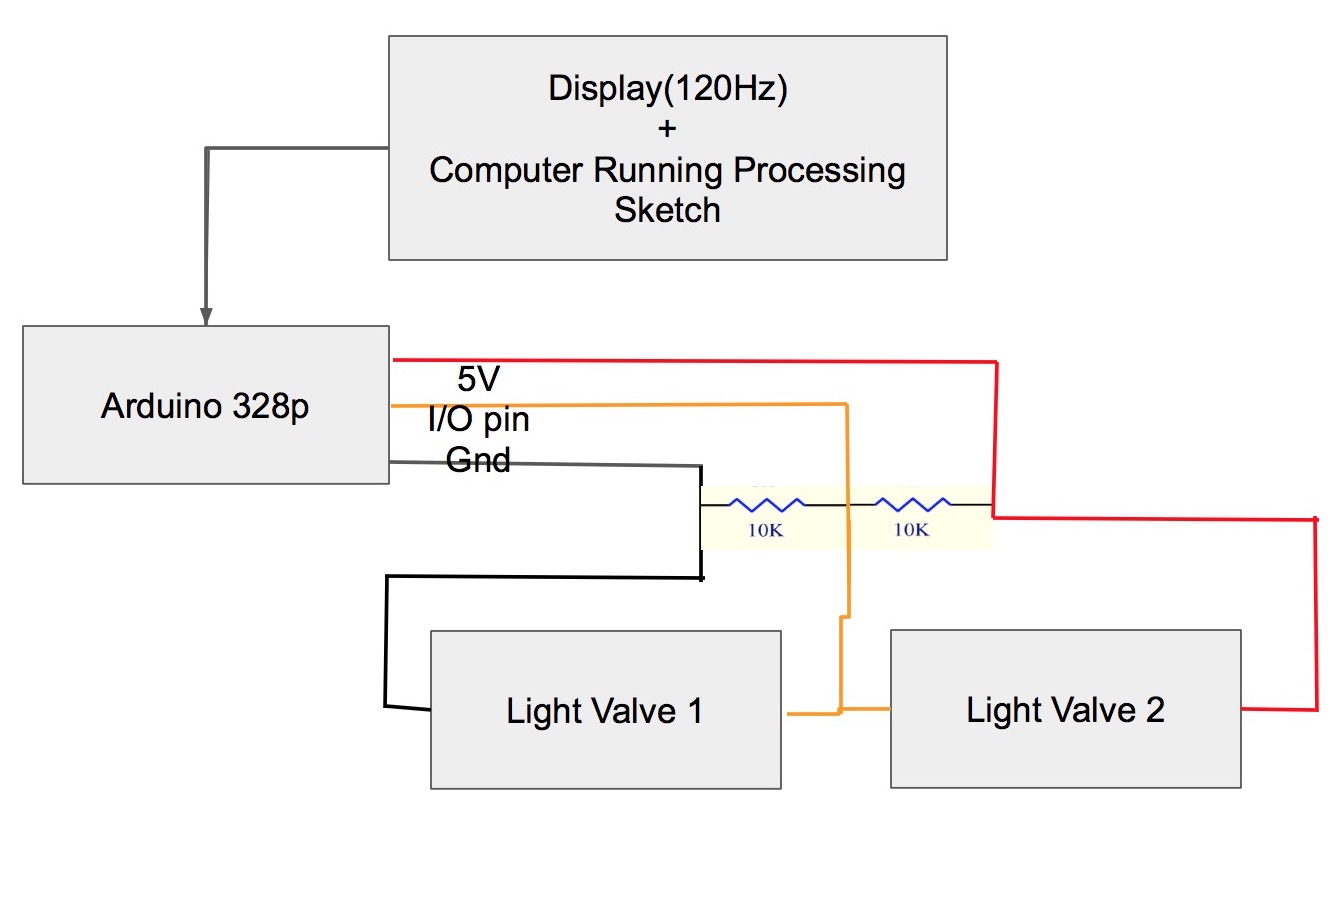 Display(120Hz)
+
Computer Running Processing
Sketch
Arduino 328p
5V
I/O pin
Gnd
10K
10K
Light Valve 1
Light Valve 2